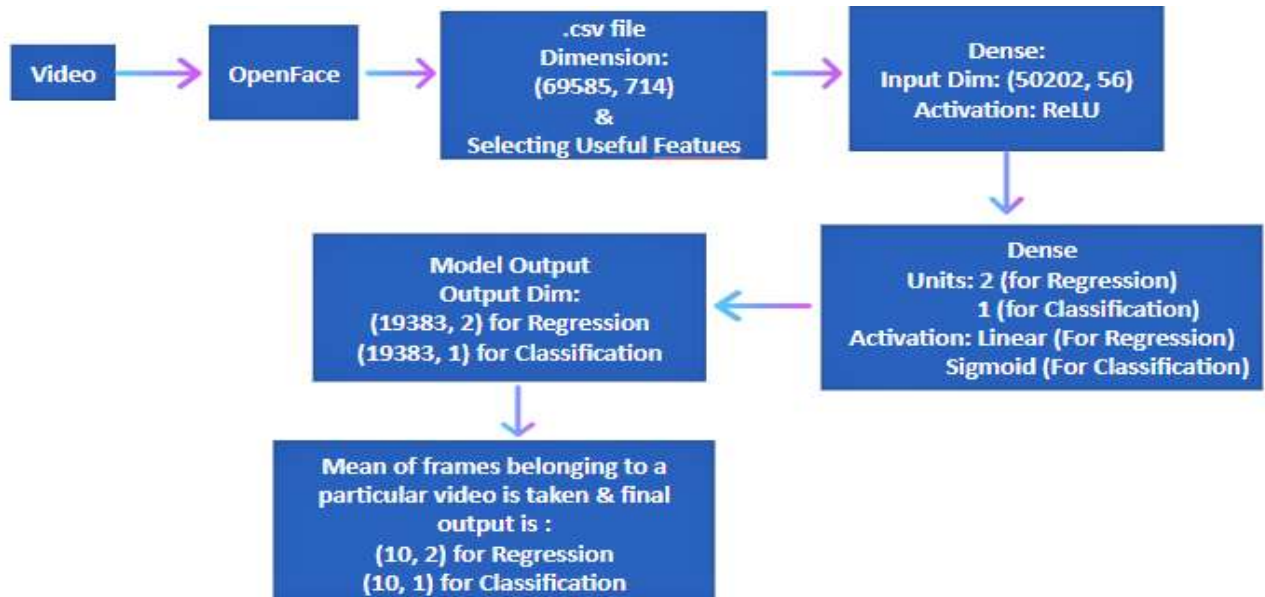 Video
OpenFace
.csv file
Dimension:
(69585, 714)
&
Selecting Useful Featues
Dense:
Input Dim: (50202, 56)
Activation: ReLU
Dense
Units: 2 (for Regression)
1 (for Classification)
Activation: Linear (For Regression)
Sigmoid (For Classification)
Model Output
Output Dim:
(19383, 2) for Regression
(19383, 1) for Classification
Mean of frames belonging to a
particular video is taken & final
output is :
(10, 2) for Regression
(10, 1) for Classification